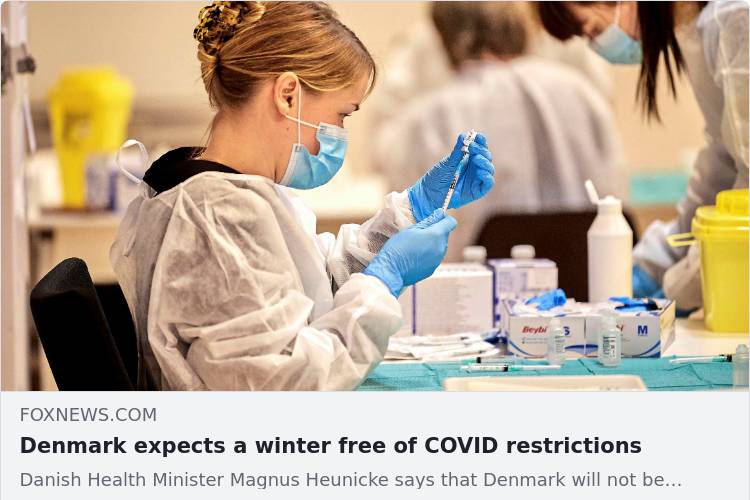 Beybi
S
M
FOXNEWS.COM
Denmark expects a winter free of COVID restrictions
Danish Health Minister Magnus Heunicke says that Denmark will not be...